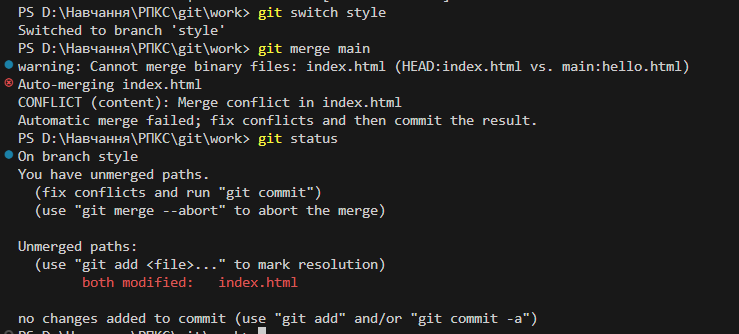 PS D:\Навчання\РПКС\git\work> git switch style
Switched to branch 'style'
PS D:\Навчання\РПКС\git\work> git merge main
warning: Cannot merge binary files: index.html (HEAD:index.html vs. main:hello.html)
Auto-merging index.html
CONFLICT (content): Merge conflict in index.html
Automatic merge failed; fix conflicts and then commit the result.
PS D:\Навчання\РПКС\git\work> git status
On branch style
You have unmerged paths.
  (fix conflicts and run "git commit")
  (use "git merge --abort" to abort the merge)

Unmerged paths:
  (use "git add <file>..." to mark resolution)
        both modified:   index.html

no changes added to commit (use "git add" and/or "git commit -a")